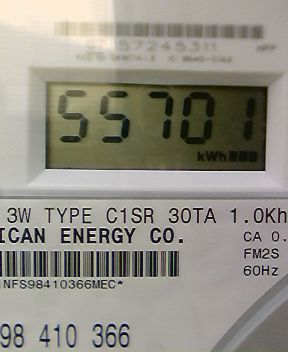 57245311
55701
kWh
3W TYPE C1SR 30TA 1.0Kh
ICAN ENERGY CO.
CA 0.
FM2S
60Hz
NFS98410366MEC*
98 410 366